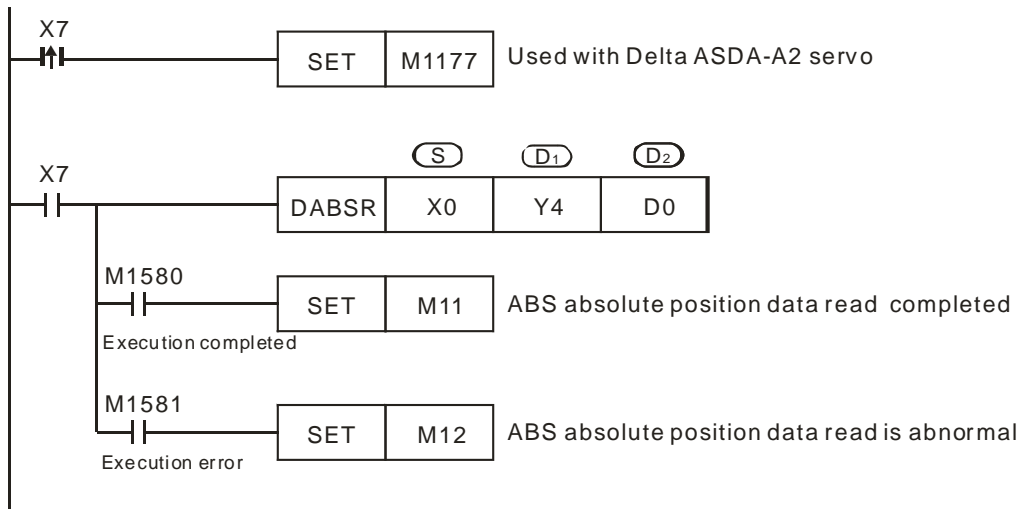 X7
SET M1177 Used with Delta ASDA-A2 servo
S D1 D2
X7
DABSR X0 Y4 D0
M1580
SET M11 ABS absolute position data read completed
Execution completed
M1581
SET M12 ABS absolute position data read is abnormal
Execution error